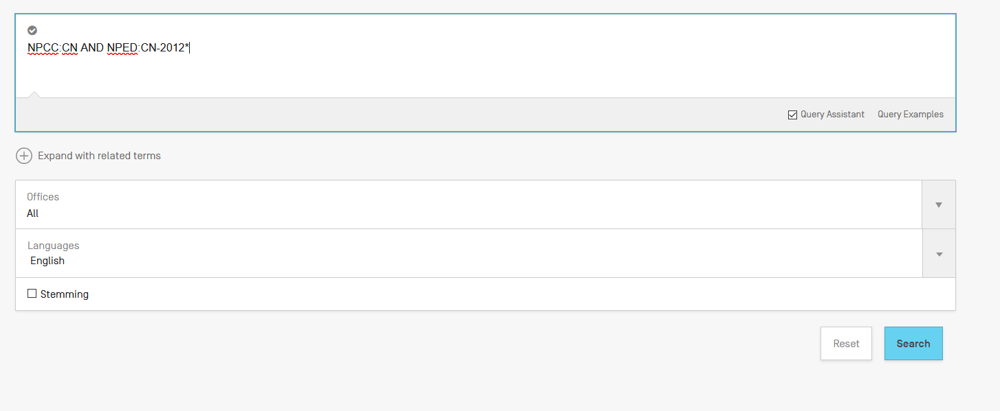 NPCC:CN AND NPED:CN-2012*
Query Assistant Query Examples
Expand with related terms
Offices
All
Languages
English
Stemming
Reset Search